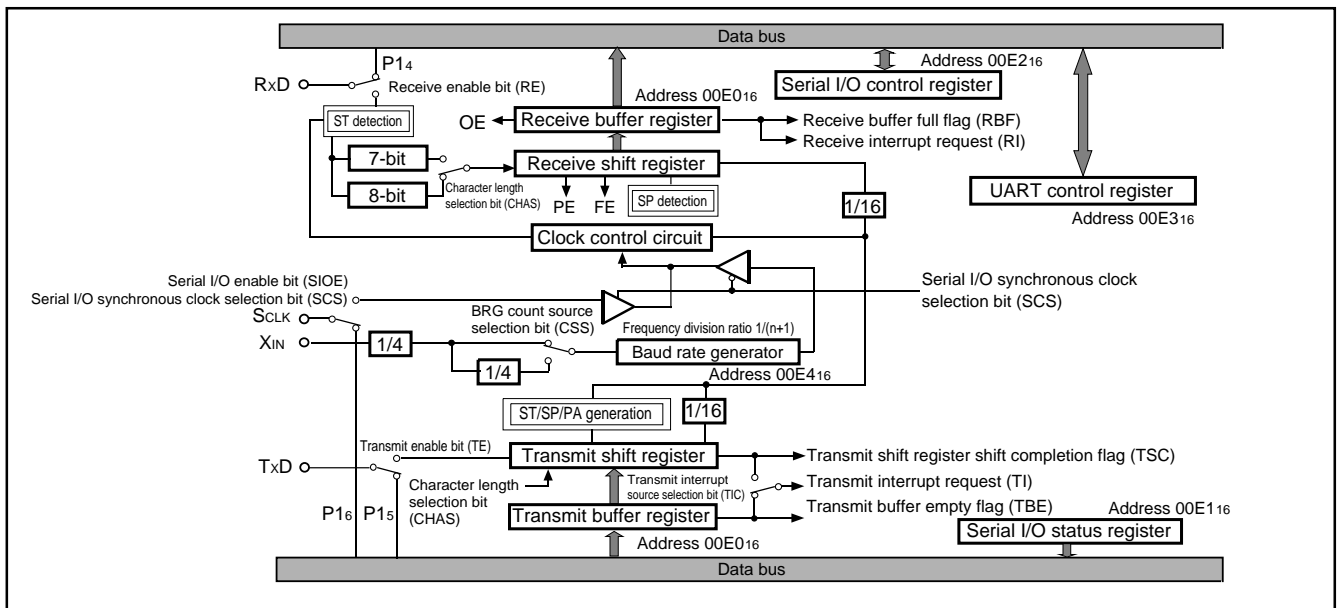 Data bus
P14
RxD
Receive enable bit (RE)
Address 00E216
Serial I/O control register
Address 00E016
ST detection
OE
Receive buffer register
Receive buffer full flag (RBF)
Receive interrupt request (RI)
7-bit
Receive shift register
8-bit
Character length
selection bit (CHAS)
PE
FE
SP detection
1/16
UART control register
Address 00E316
Clock control circuit
Serial I/O enable bit (SIOE)
Serial I/O synchronous clock selection bit (SCS)
Serial I/O synchronous clock
selection bit (SCS)
SCLK
BRG count source
selection bit (CSS)
Frequency division ratio 1/(n+1)
XIN
1/4
Baud rate generator
1/4
Address 00E416
ST/SP/PA generation
1/16
Transmit enable bit (TE)
Transmit shift register
Transmit shift register shift completion flag (TSC)
TxD
Character length
selection bit
(CHAS)
Transmit interrupt
source selection bit (TIC)
Transmit interrupt request (TI)
P16
P15
Transmit buffer register
Transmit buffer empty flag (TBE)
Address 00E116
Serial I/O status register
Address 00E016
Data bus